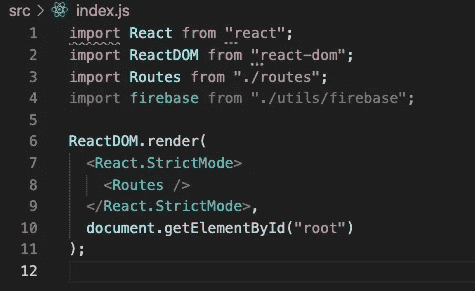 src > index.js
1 import React from "react";
2 import ReactDOM from "react-dom";
3 import Routes from "./routes";
4 import firebase from "./utils/firebase";
5
6 ReactDOM.render(
7   <React.StrictMode>
8     <Routes />
9   </React.StrictMode>,
10   document.getElementById("root")
11 );
12